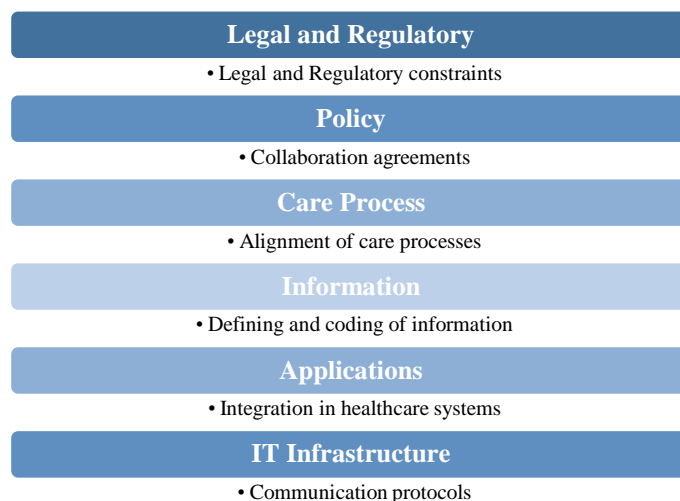 Legal and Regulatory
• Legal and Regulatory constraints
Policy
• Collaboration agreements
Care Process
• Alignment of care processes
Information
• Defining and coding of information
Applications
• Integration in healthcare systems
IT Infrastructure
• Communication protocols